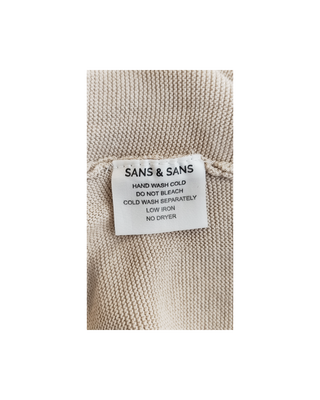 SANS & SANS
HAND WASH COLD
DO NOT BLEACH
COLD WASH SEPARATELY
LOW IRON
NO DRYER